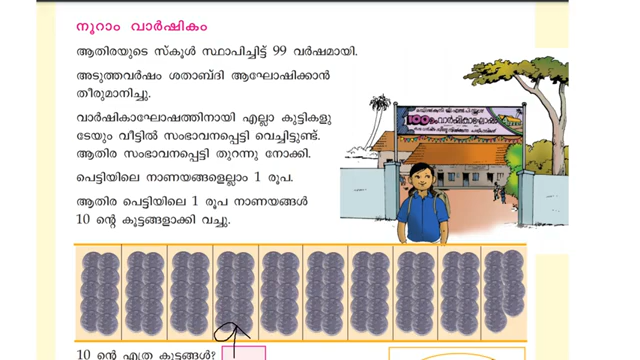 നൂറാം വാർഷികം
ആതിരയുടെ സ്കൂൾ സ്ഥാപിച്ചിട്ട് 99 വർഷമായി.
അടുത്തവർഷം ശതാബ്ദി ആഘോഷിക്കാൻ
തീരുമാനിച്ചു.
വാർഷികാഘോഷത്തിനായി എല്ലാ കുട്ടികളു
ടേയും വീട്ടിൽ സംഭാവനപ്പെട്ടി വെച്ചിട്ടുണ്ട്.
ആതിര സംഭാവനപ്പെട്ടി തുറന്നു നോക്കി.
പെട്ടിയിലെ നാണയങ്ങളെല്ലാം 1 രൂപ.
ആതിര പെട്ടിയിലെ 1 രൂപ നാണയങ്ങൾ
10 ന്റെ കൂട്ടങ്ങളാക്കി വച്ചു.
100
10 ന്റെ എത്ര കൂട്ടങ്ങൾ?